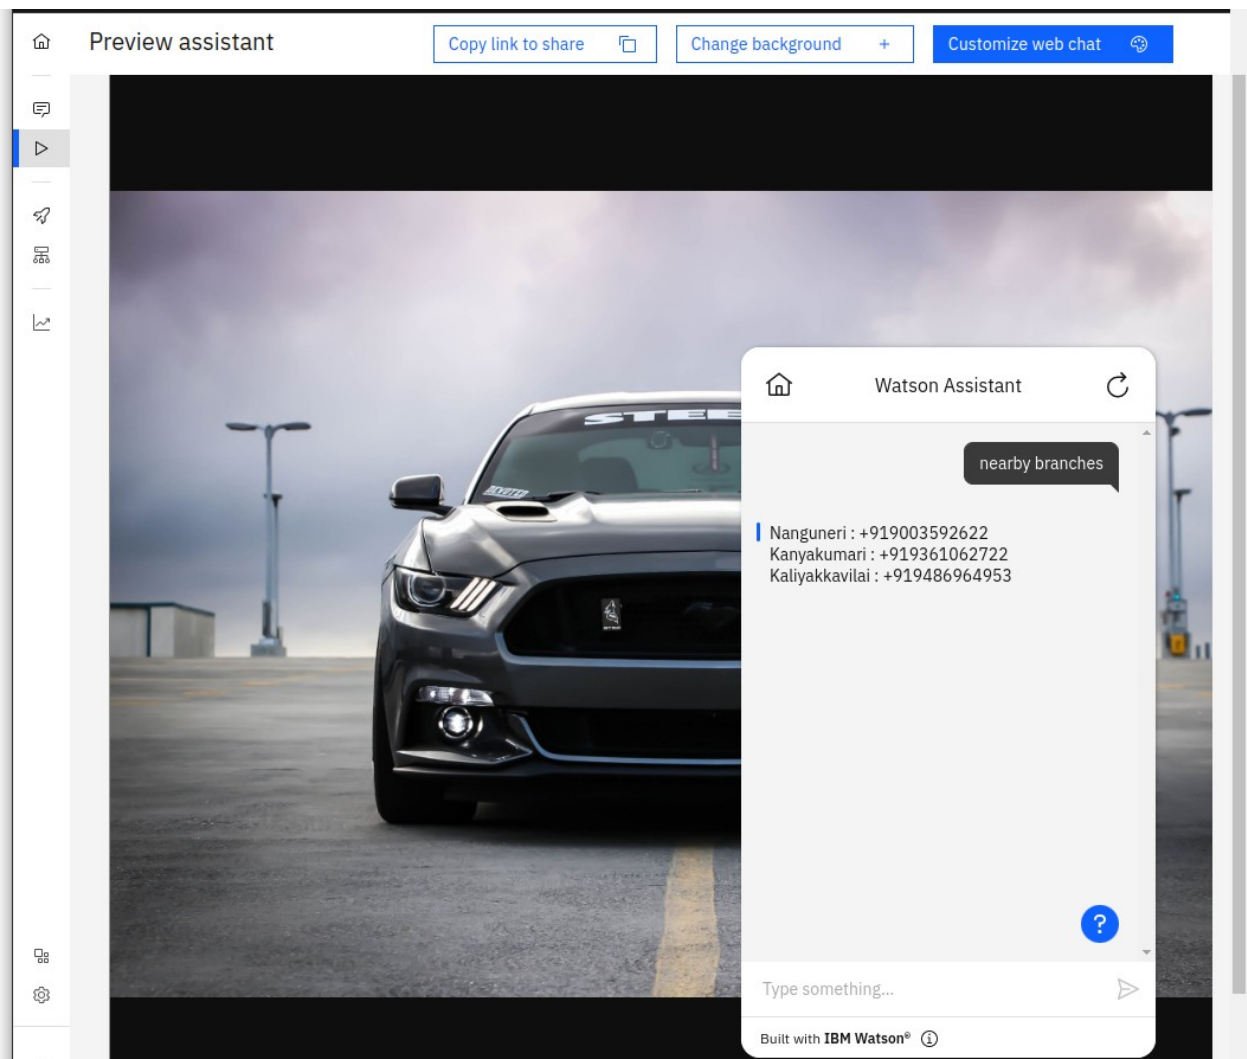 Preview assistant
Copy link to share
Change background +
Customize web chat
STEE
Watson Assistant
nearby branches
Nanguneri : +919003592622
Kanyakumari : +919361062722
Kaliyakkavilai : +919486964953
?
Type something...
Built with IBM Watson®